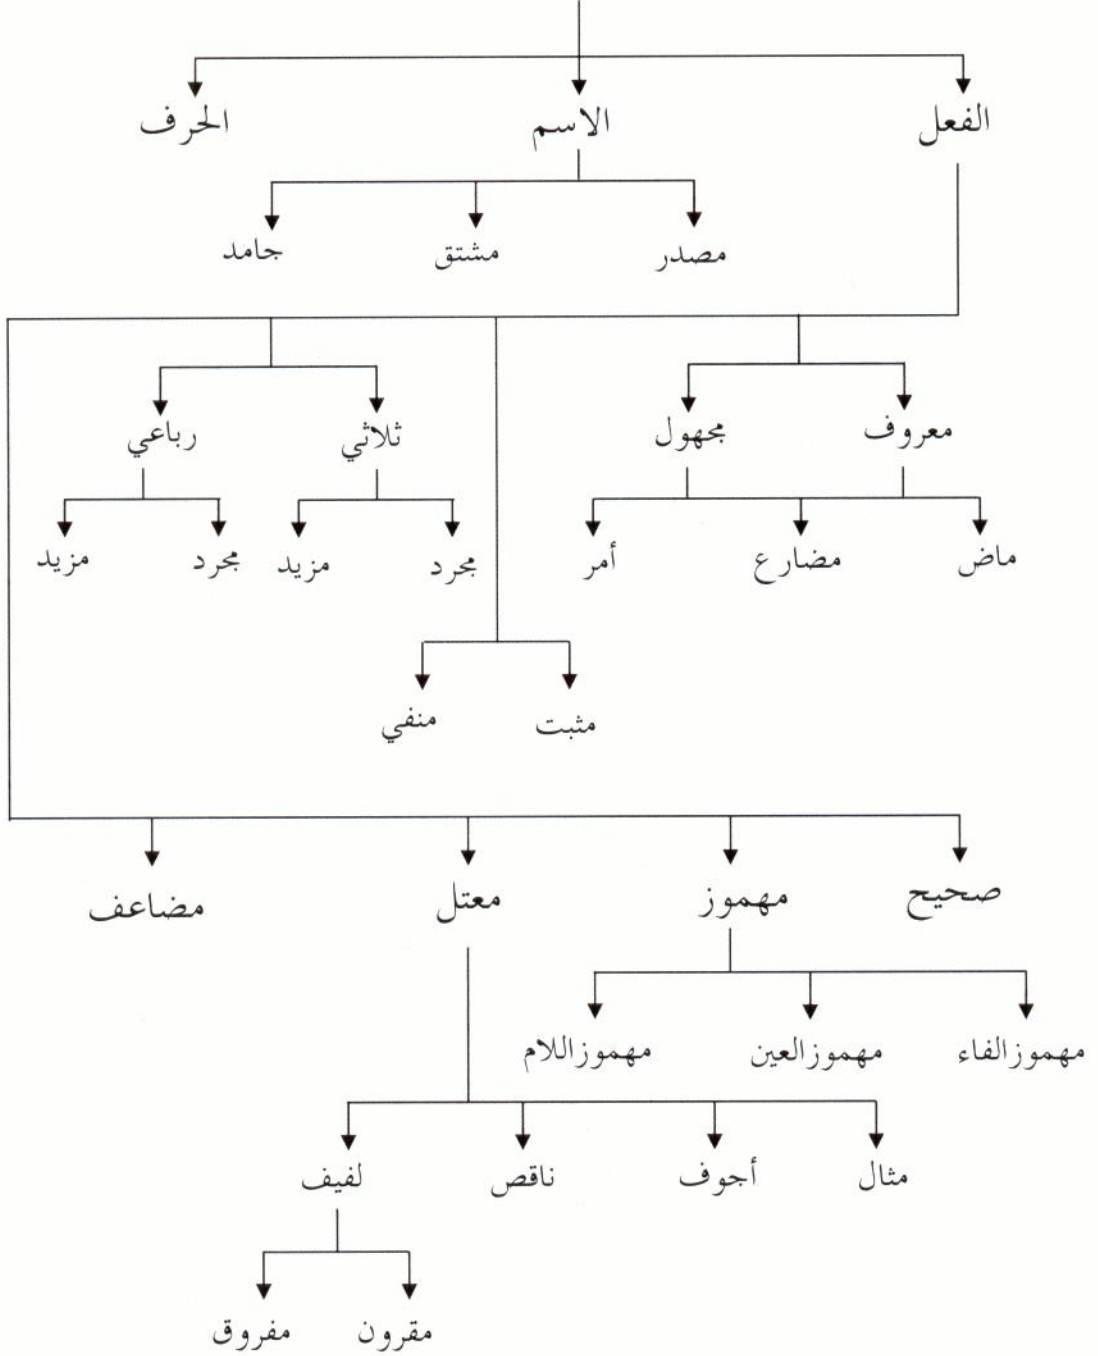 الفعل الاسم الحرف
مصدر مشتق جامد
معروف مجهول ثلاثي رباعي
ماض مضارع أمر مجرد مزيد مجرد مزيد
مثبت منفي
صحيح مهموز معتل مضاعف
مهموزالفاء مهموزالعين مهموزاللام
مثال أجوف ناقص لفيف
مقرون مفروق